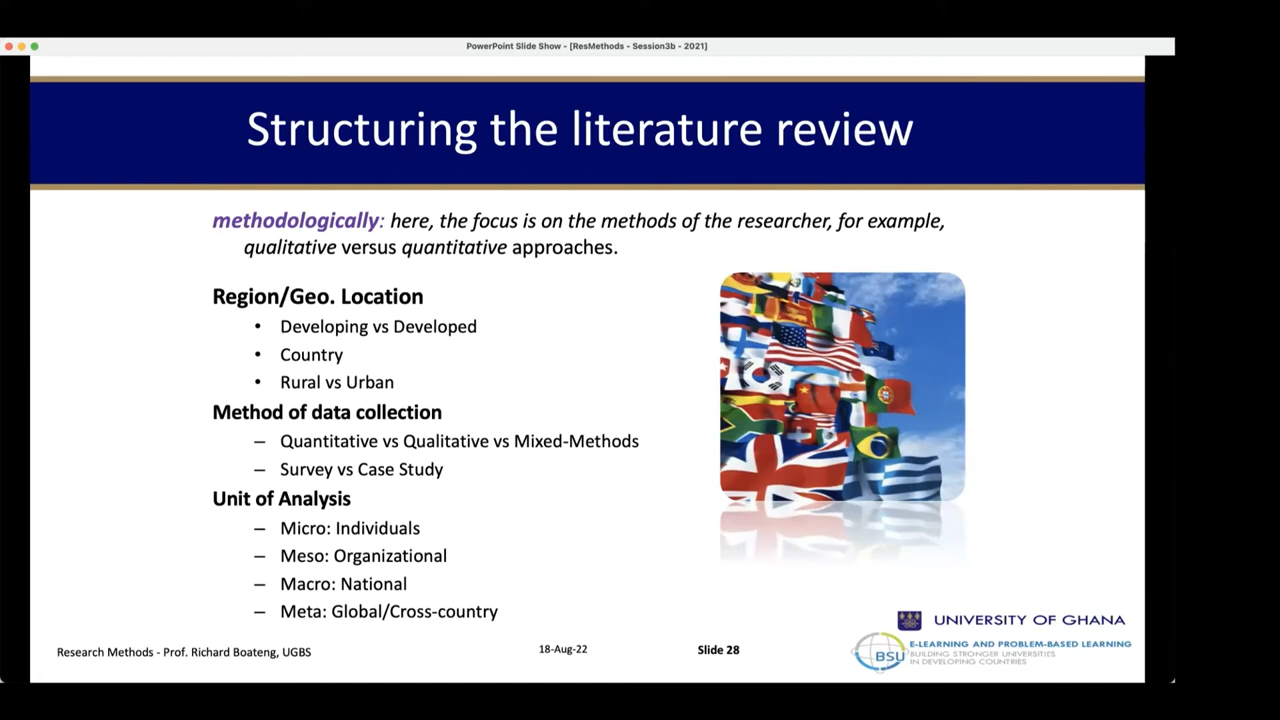 PowerPoint Slide Show - [ResMethods - Session3b - 2021]
Structuring the literature review
methodologically: here, the focus is on the methods of the researcher, for example,
qualitative versus quantitative approaches.
Region/Geo. Location
• Developing vs Developed
• Country
• Rural vs Urban
Method of data collection
– Quantitative vs Qualitative vs Mixed-Methods
– Survey vs Case Study
Unit of Analysis
– Micro: Individuals
– Meso: Organizational
– Macro: National
– Meta: Global/Cross-country
UNIVERSITY OF GHANA
Research Methods - Prof. Richard Boateng, UGBS
18-Aug-22
Slide 28
BSU
E-LEARNING AND PROBLEM-BASED LEARNING
BUILDING STRONGER UNIVERSITIES
IN DEVELOPING COUNTRIES